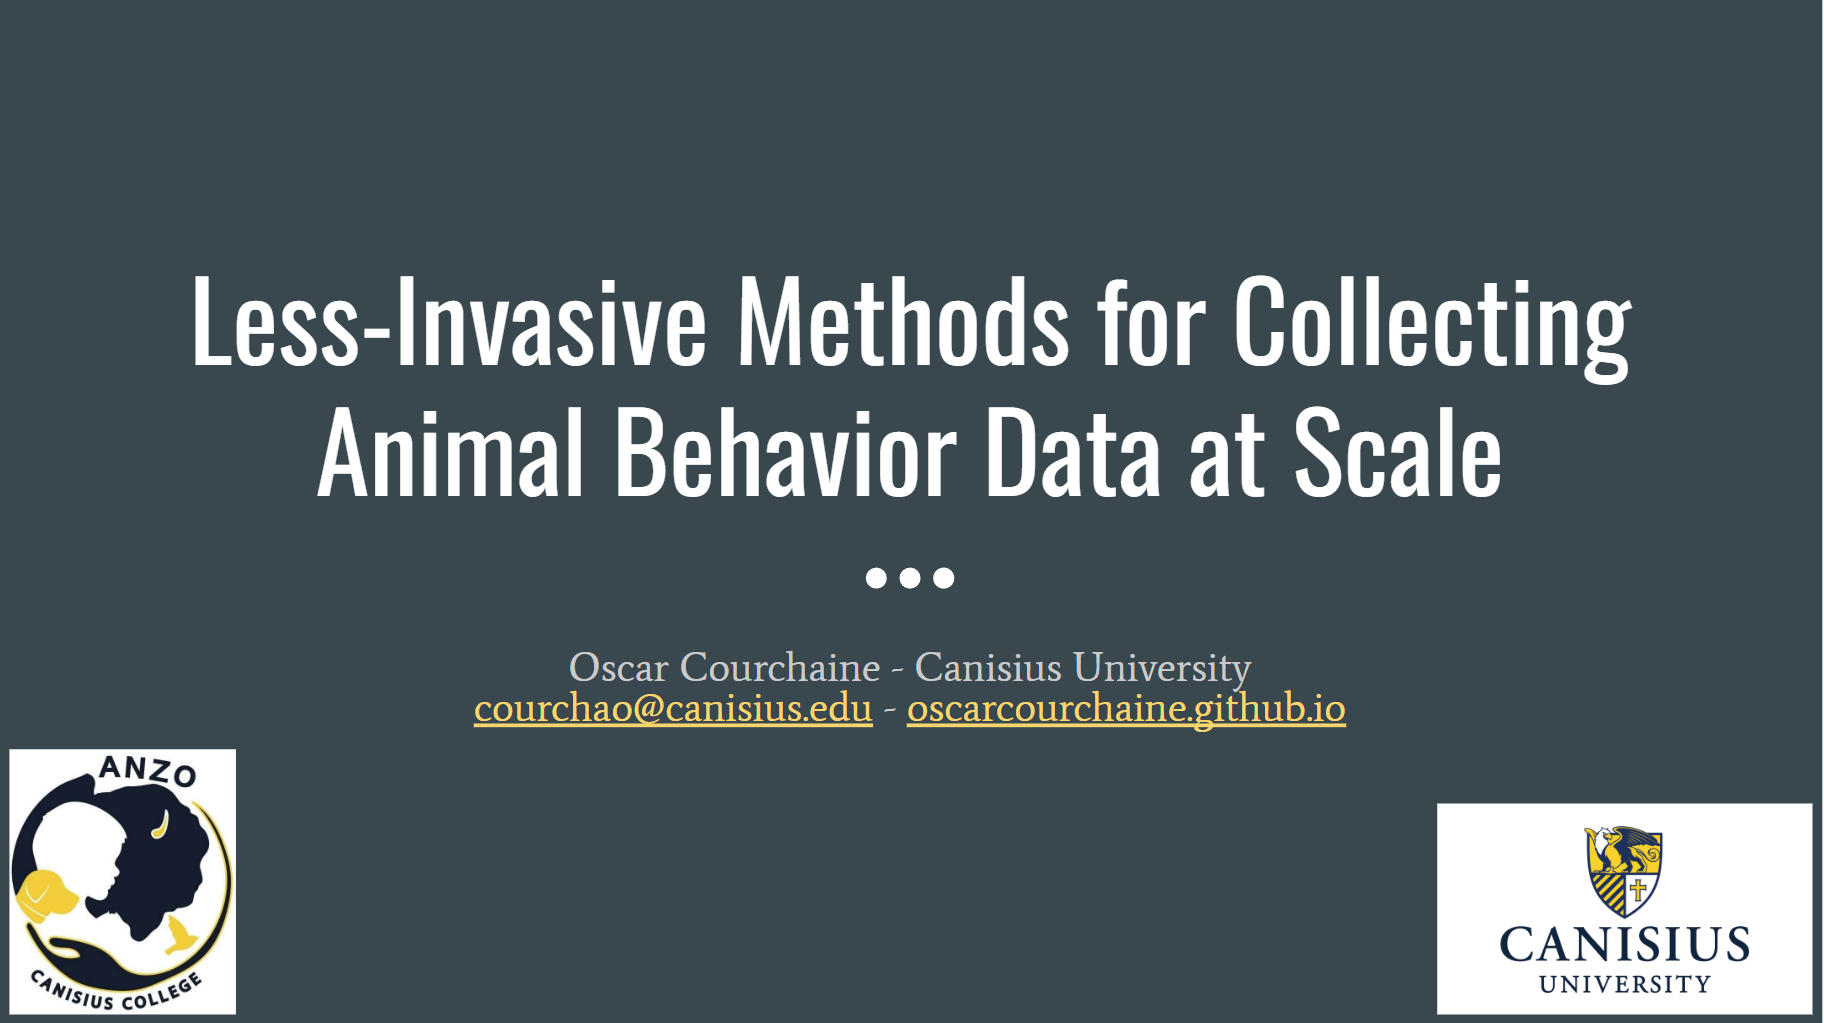 Less-Invasive Methods for Collecting
Animal Behavior Data at Scale
Oscar Courchaine - Canisius University
courchao@canisius.edu - oscarcourchaine.github.io
ANZO
CANISIUS COLLEGE
CANISIUS
UNIVERSITY